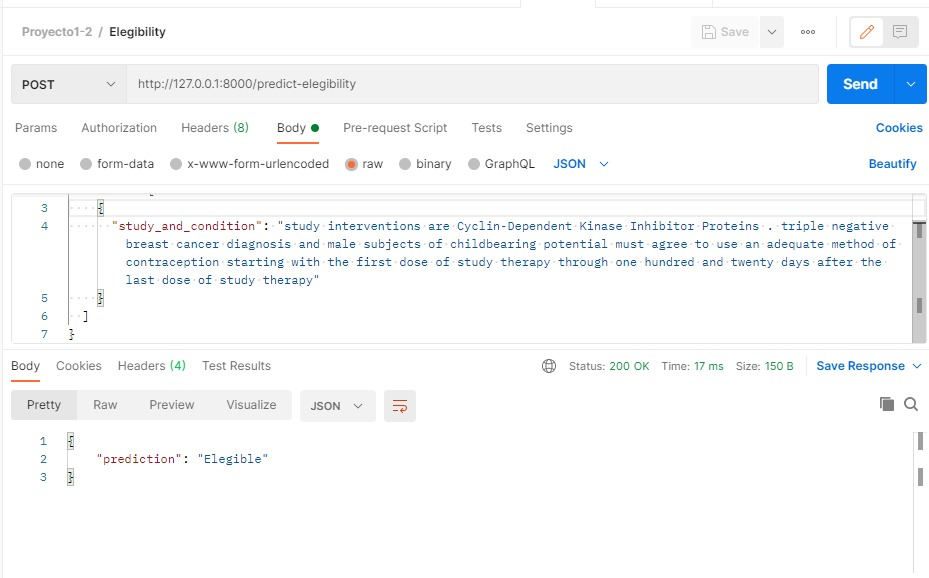 Proyecto1-2 / Elegibility
Save
POST
http://127.0.0.1:8000/predict-elegibility
Send
Params Authorization Headers (8) Body Pre-request Script Tests Settings Cookies
none form-data x-www-form-urlencoded raw binary GraphQL JSON Beautify
3 {
4 "study_and_condition": "study interventions are Cyclin-Dependent Kinase Inhibitor Proteins . triple negative
breast cancer diagnosis and male subjects of childbearing potential must agree to use an adequate method of
contraception starting with the first dose of study therapy through one hundred and twenty days after the
last dose of study therapy"
5 }
6 ]
7 }
Body Cookies Headers (4) Test Results Status: 200 OK Time: 17 ms Size: 150 B Save Response
Pretty Raw Preview Visualize JSON
1 {
2 "prediction": "Elegible"
3 }